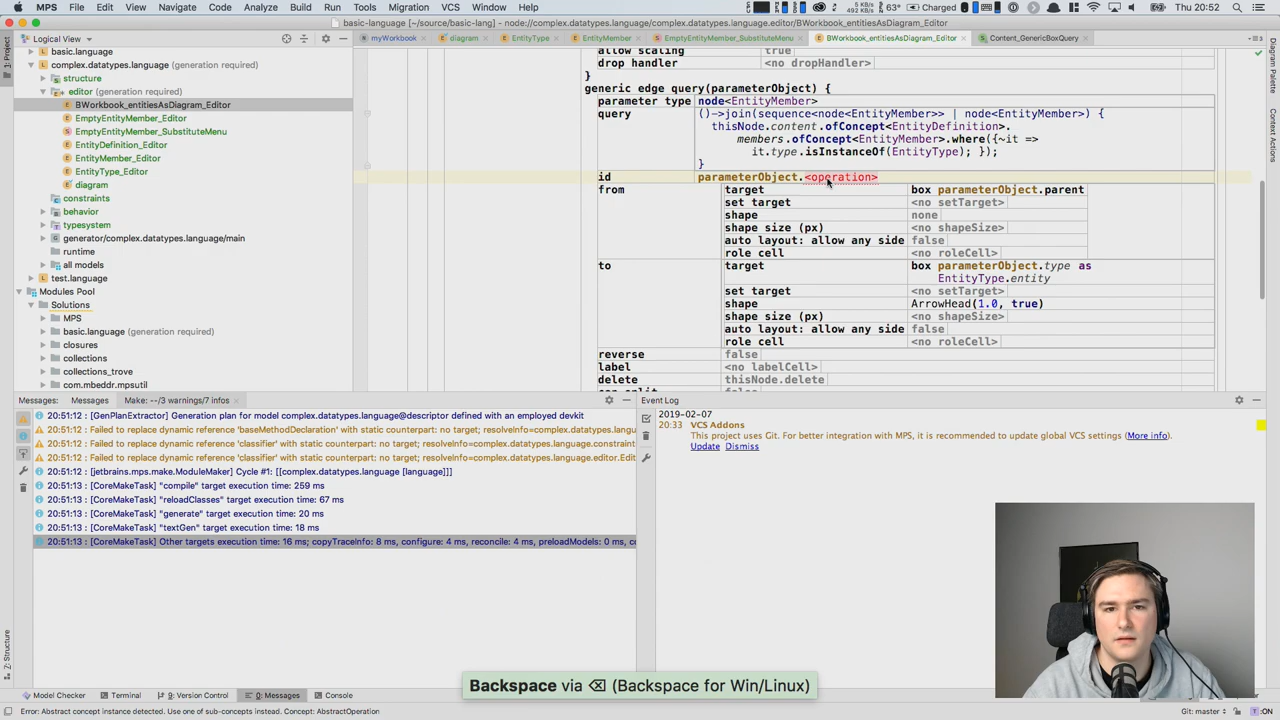 MPS File Edit View Navigate Code Analyze Build Run Tools Migration VCS Window Help
63° Charged Thu 20:52
basic-language [~/source/basic-lang] - node://complex.datatypes.language/complex.datatypes.language.editor/BWorkbook_entitiesAsDiagram_Editor
Logical View
myWorkbook diagram EntityType EntityMember EntityMember_SubstituteMenu BWorkbook_entitiesAsDiagram_Editor Content_GenericBoxQuery
1: Project
basic.language
complex.datatypes.language (generation required)
structure
editor (generation required)
BWorkbook_entitiesAsDiagram_Editor
EmptyEntityMember_Editor
EntityMember_SubstituteMenu
EntityDefinition_Editor
EntityMember_Editor
EntityType_Editor
diagram
constraints
behavior
typesystem
generator/complex.datatypes.language/main
runtime
all models
test.language
Modules Pool
Solutions
MPS
basic.language (generation required)
closures
collections
collections_trove
com.mbeddr.mpsutil
allow scaling true
drop handler <no dropHandler>
}
generic edge query(parameterObject) {
parameter type node<EntityMember>
query ()->join(sequence<node<EntityMember>> | node<EntityMember>) {
thisNode.content.ofConcept<EntityDefinition>.
members.ofConcept<EntityMember>.where({~it =>
it.type.isInstanceOf(EntityType); });
}
id parameterObject.<operation>
from target box parameterObject.parent
set target <no setTarget>
shape none
shape size (px) <no shapeSize>
auto layout: allow any side false
role cell <no roleCell>
to target box parameterObject.type as
EntityType.entity
set target <no setTarget>
shape ArrowHead(1.0, true)
shape size (px) <no shapeSize>
auto layout: allow any side false
role cell <no roleCell>
reverse false
label <no labelCell>
delete thisNode.delete
Editor Palette
Context Actions
Messages: Messages Make: --/3 warnings/7 infos
20:51:12 : [GenPlanExtractor] Generation plan for model complex.datatypes.language@descriptor defined with an employed devkit
20:51:12 : Failed to replace dynamic reference 'baseMethodDeclaration' with static counterpart: no target; resolveInfo=complex.datatypes.language
20:51:12 : Failed to replace dynamic reference 'classifier' with static counterpart: no target; resolveInfo=complex.datatypes.language.constraint
20:51:12 : Failed to replace dynamic reference 'classifier' with static counterpart: no target; resolveInfo=complex.datatypes.language.editor.Edit
20:51:12 : [jetbrains.mps.make.ModuleMaker] Cycle #1: [[complex.datatypes.language [language]]]
20:51:13 : [CoreMakeTask] "compile" target execution time: 259 ms
20:51:13 : [CoreMakeTask] "reloadClasses" target execution time: 67 ms
20:51:13 : [CoreMakeTask] "generate" target execution time: 20 ms
20:51:13 : [CoreMakeTask] "textGen" target execution time: 18 ms
20:51:13 : [CoreMakeTask] Other targets execution time: 16 ms; copyTraceInfo: 8 ms, configure: 4 ms, reconcile: 4 ms, preloadModels: 0 ms, cc
Event Log
2019-02-07
20:33 VCS Addons
This project uses Git. For better integration with MPS, it is recommended to update global VCS settings (More info).
Update Dismiss
Backspace via ⌫ (Backspace for Win/Linux)
Z: Structure
Model Checker Terminal 9: Version Control 0: Messages Console
Error: Abstract concept instance detected. Use one of sub-concepts instead. Concept: AbstractOperation
Git: master T:ON